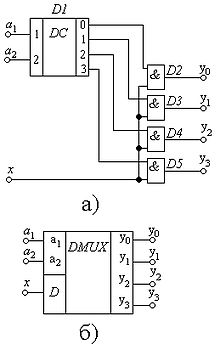 D1
a1 1 DC 0
1
a2 2 2
3
& D2 y0
& D3 y1
& D4 y2
& D5 y3
x
а)
a1 a1 DMUX y0 y0
a2 a2 y1 y1
x D y2 y2
y3 y3
б)